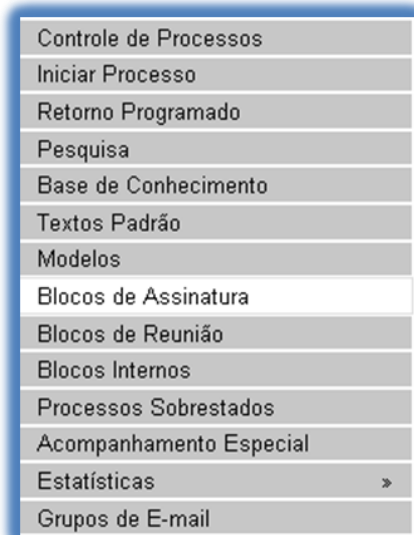 Controle de Processos
Iniciar Processo
Retorno Programado
Pesquisa
Base de Conhecimento
Textos Padrão
Modelos
Blocos de Assinatura
Blocos de Reunião
Blocos Internos
Processos Sobrestados
Acompanhamento Especial
Estatísticas »
Grupos de E-mail